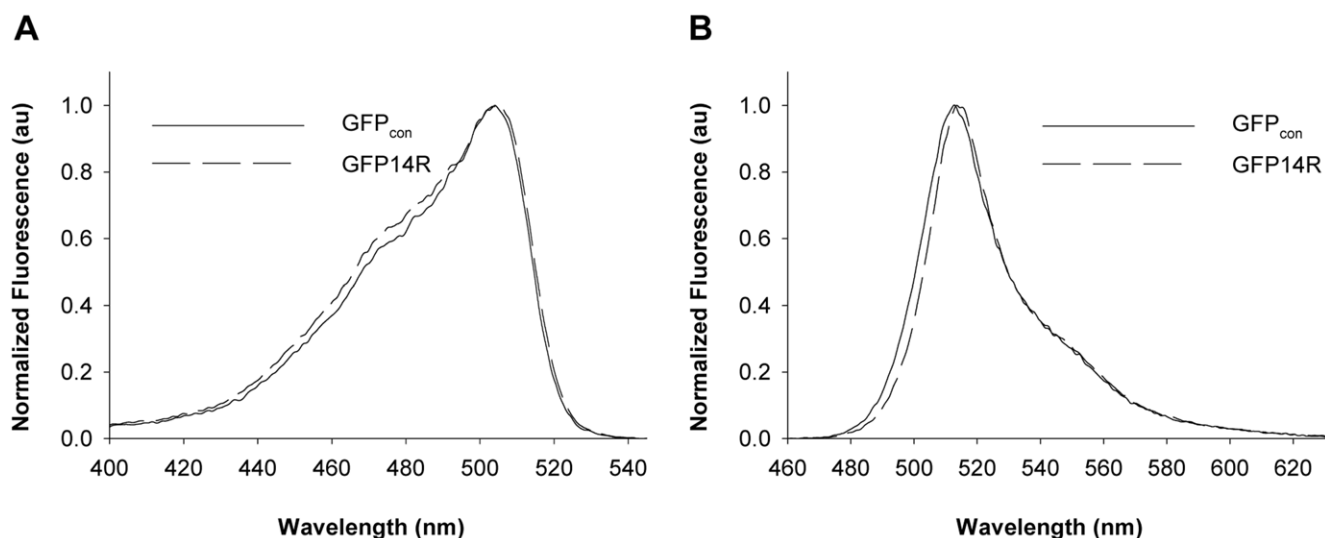 A
Normalized Fluorescence (au)
1.0
0.8
0.6
0.4
0.2
0.0
GFPcon
GFP14R
400 420 440 460 480 500 520 540
Wavelength (nm)
B
Normalized Fluorescence (au)
1.0
0.8
0.6
0.4
0.2
0.0
GFPcon
GFP14R
460 480 500 520 540 560 580 600 620
Wavelength (nm)